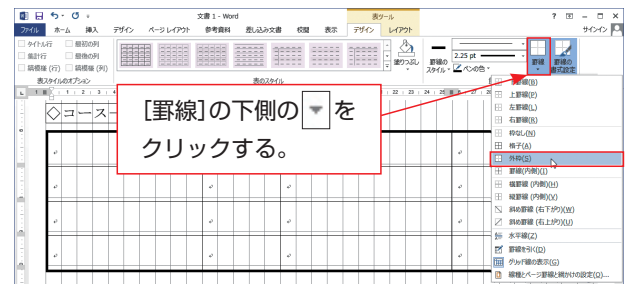 文書 1 - Word
表ツール
ファイル ホーム 挿入 デザイン ページ レイアウト 参考資料 差し込み文書 校閲 表示 デザイン レイアウト サインイン
タイトル行 最初の列
集計行 最後の列
縞模様 (行) 縞模様 (列)
表スタイルのオプション
表のスタイル
塗りつぶし
罫線の
スタイル
2.25 pt
ペンの色
罫線
罫線の
書式設定
◇コース
[罫線]の下側の を
クリックする。
上罫線(P)
左罫線(L)
右罫線(R)
枠なし(N)
格子(A)
外枠(S)
罫線(内側)(I)
横罫線 (内側)(H)
縦罫線 (内側)(V)
斜め罫線 (右下がり)(W)
斜め罫線 (右上がり)(U)
水平線(Z)
罫線を引く(D)
グリッド線の表示(G)
線種とページ罫線と網かけの設定(O)...